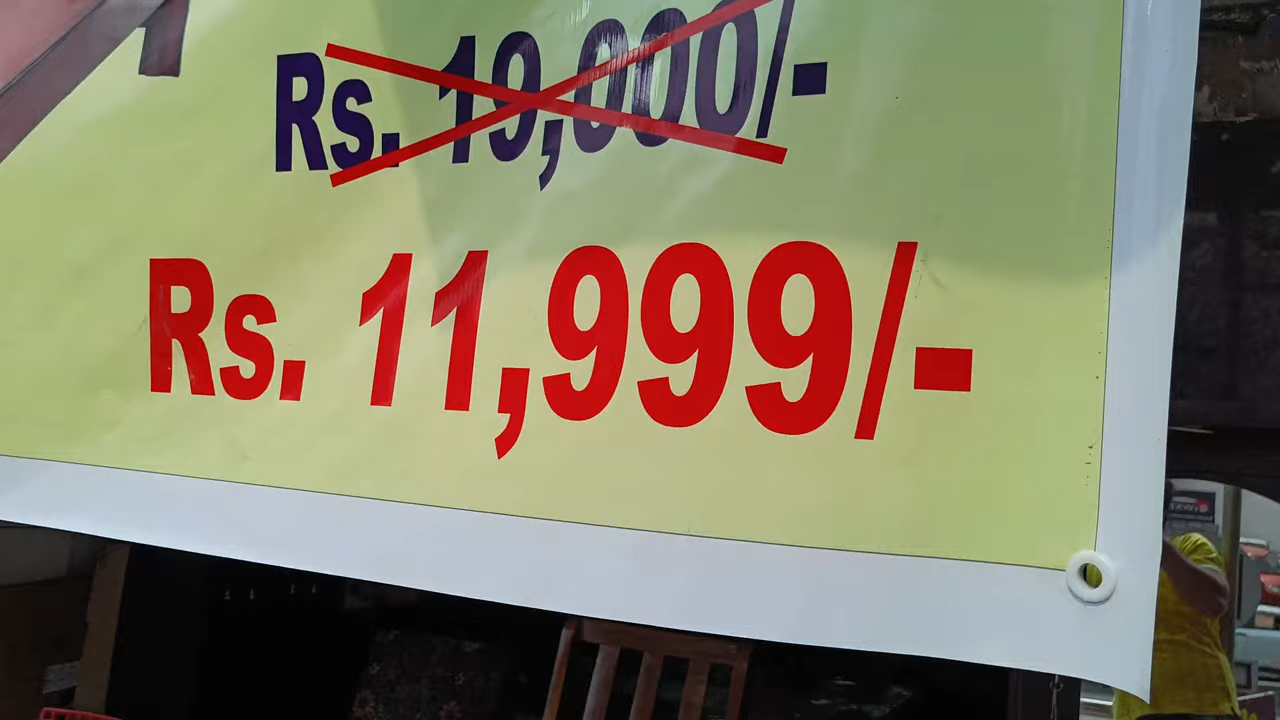 Rs. 19,000/-
Rs. 11,999/-